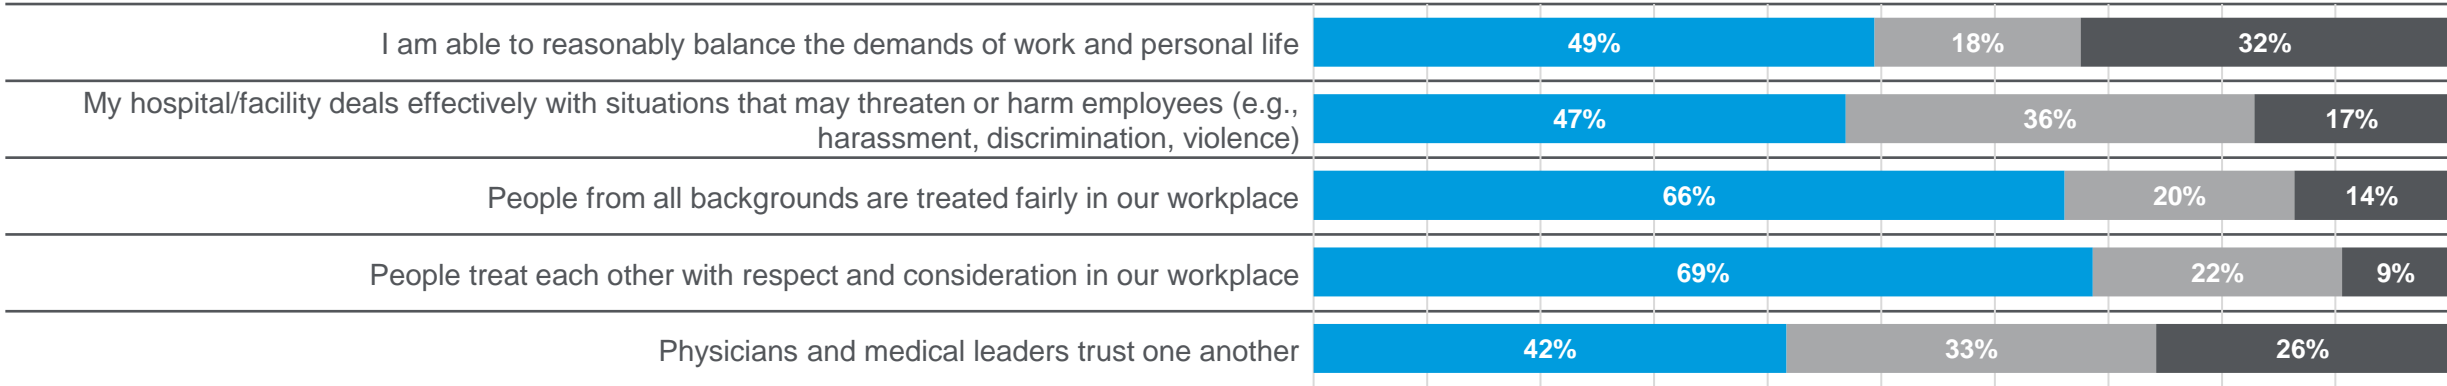 I am able to reasonably balance the demands of work and personal life 49% 18% 32%
My hospital/facility deals effectively with situations that may threaten or harm employees (e.g.,
harassment, discrimination, violence) 47% 36% 17%
People from all backgrounds are treated fairly in our workplace 66% 20% 14%
People treat each other with respect and consideration in our workplace 69% 22% 9%
Physicians and medical leaders trust one another 42% 33% 26%